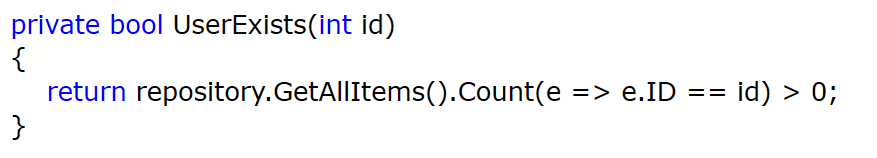 private bool UserExists(int id)
{
    return repository.GetAllItems().Count(e => e.ID == id) > 0;
}